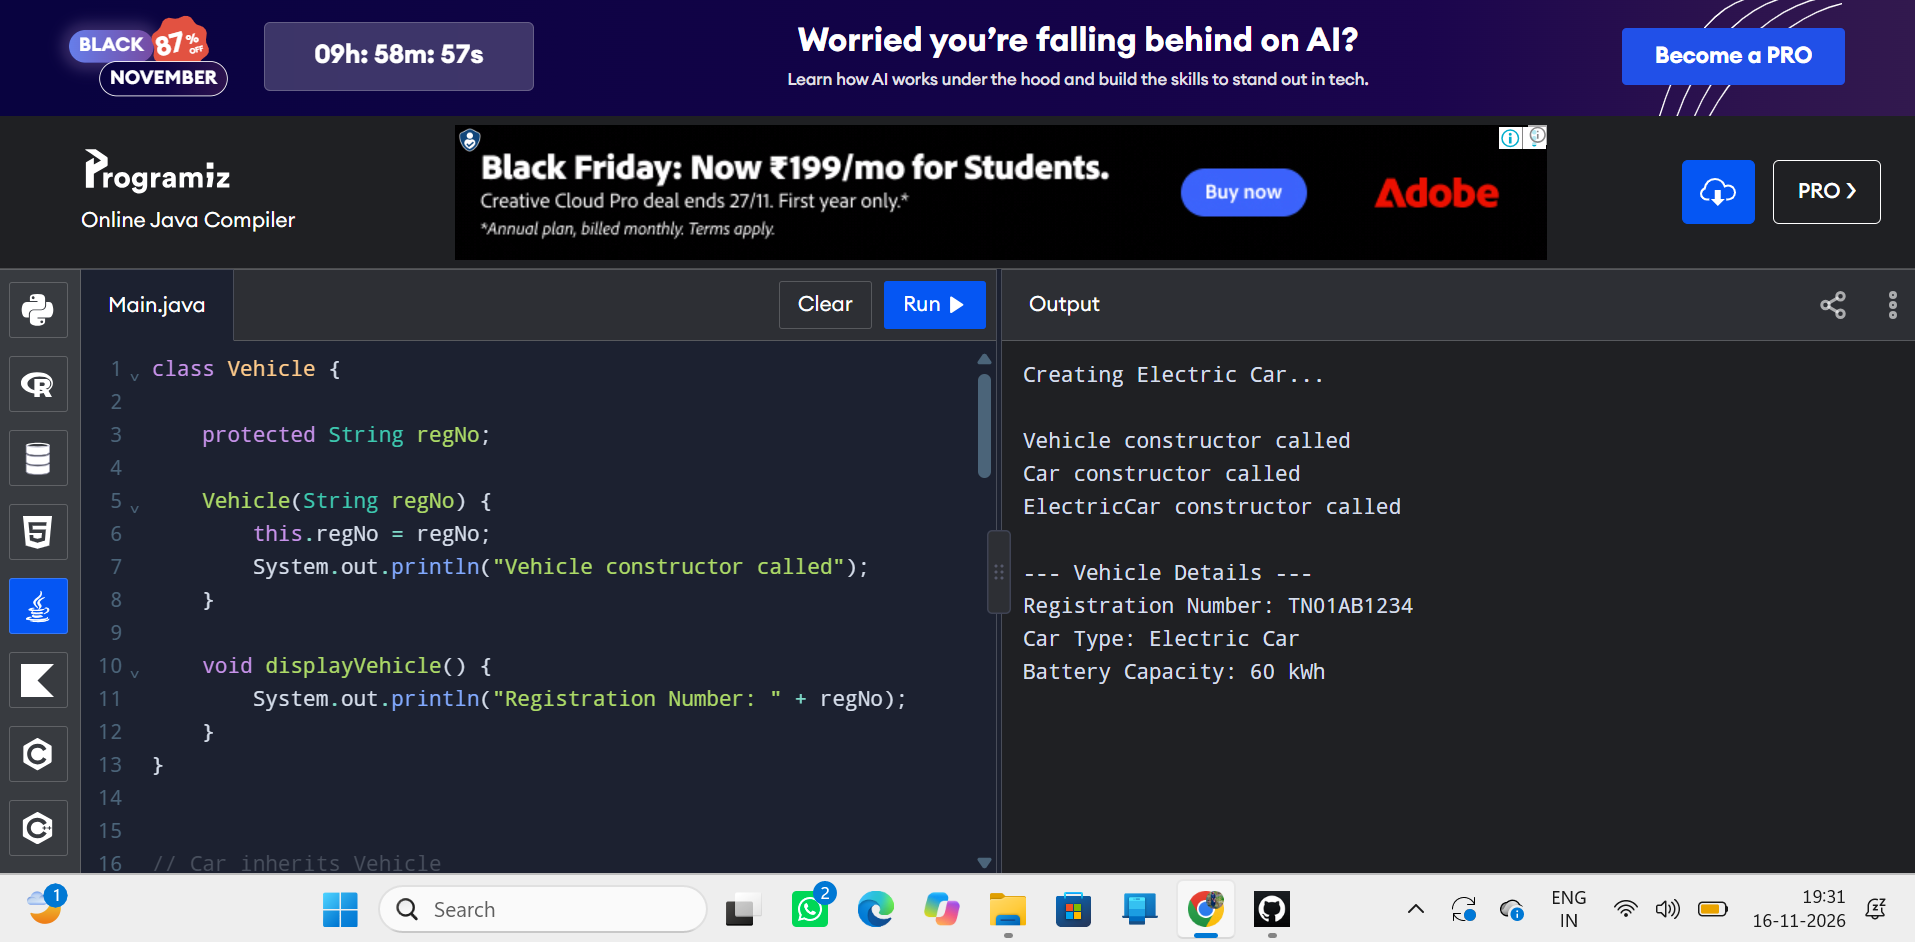 BLACK
87% OFF
NOVEMBER
09h: 58m: 57s
Worried you're falling behind on AI?
Learn how AI works under the hood and build the skills to stand out in tech.
Become a PRO
Programiz
Online Java Compiler
Black Friday: Now ₹199/mo for Students.
Creative Cloud Pro deal ends 27/11. First year only.*
*Annual plan, billed monthly. Terms apply.
Buy now
Adobe
PRO ❯
Main.java
Clear
Run
Output
1 class Vehicle {
2
3 protected String regNo;
4
5 Vehicle(String regNo) {
6 this.regNo = regNo;
7 System.out.println("Vehicle constructor called");
8 }
9
10 void displayVehicle() {
11 System.out.println("Registration Number: " + regNo);
12 }
13 }
14
15
16 // Car inherits Vehicle
Creating Electric Car...
Vehicle constructor called
Car constructor called
ElectricCar constructor called
--- Vehicle Details ---
Registration Number: TN01AB1234
Car Type: Electric Car
Battery Capacity: 60 kWh
1
Search
2
ENG
IN
19:31
16-11-2026